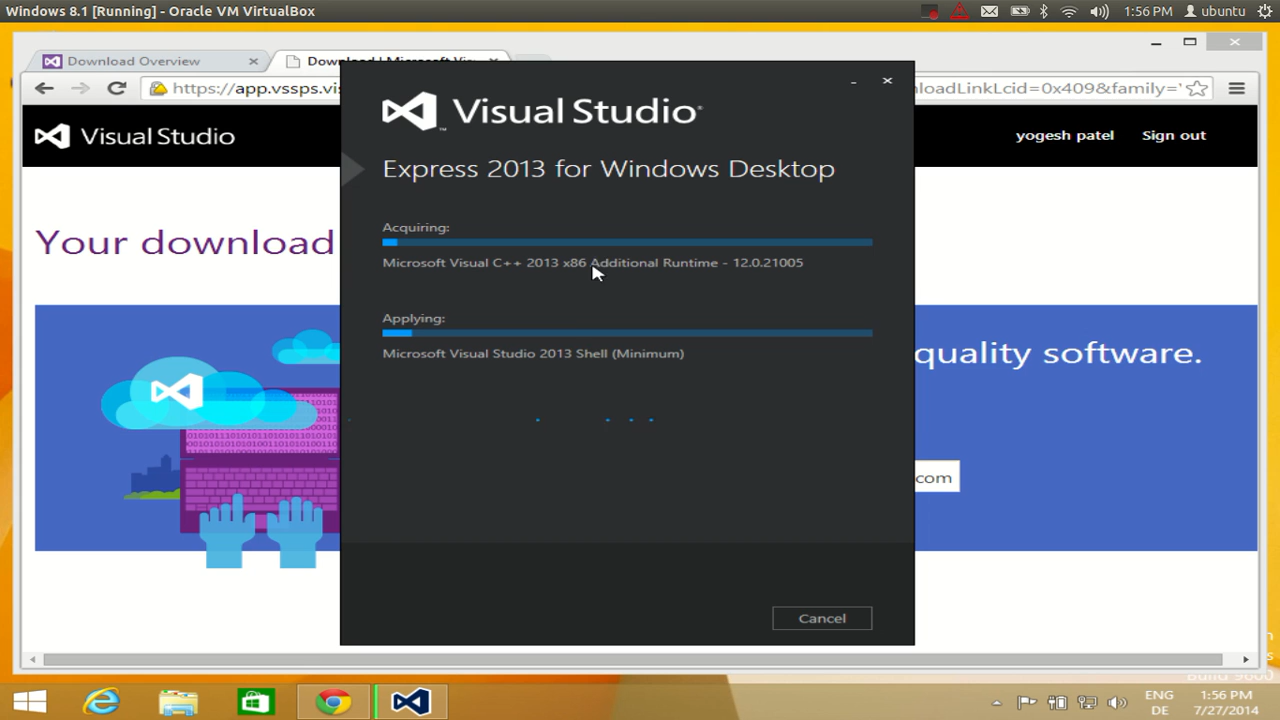 Windows 8.1 [Running] - Oracle VM VirtualBox
1:56 PM
ubuntu
Download Overview
https://app.vssps.vis
loadLinkLcid=0x409&family=
Visual Studio
yogesh patel
Sign out
Your download
quality software.
com
Visual Studio
Express 2013 for Windows Desktop
Acquiring:
Microsoft Visual C++ 2013 x86 Additional Runtime - 12.0.21005
Applying:
Microsoft Visual Studio 2013 Shell (Minimum)
Cancel
ENG
DE
1:56 PM
7/27/2014